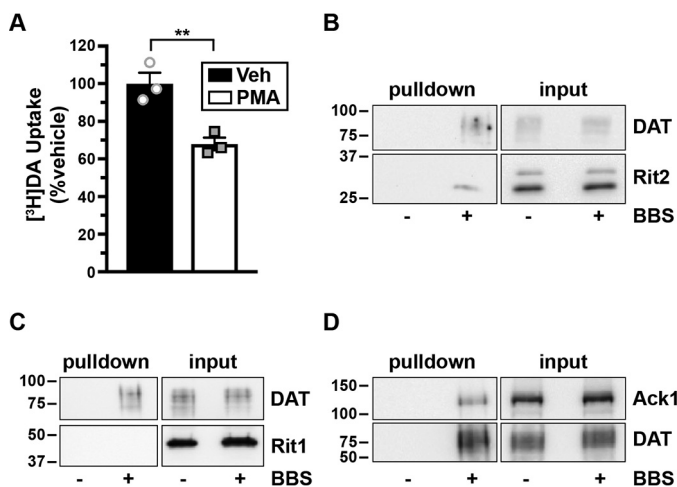 A
**
120
100
80
60
40
20
0
[³H]DA Uptake
(%vehicle)
Veh
PMA
B
pulldown input
100
75
DAT
37
25
Rit2
- + - + BBS
C
pulldown input
100
75
DAT
50
37
Rit1
- + - + BBS
D
pulldown input
150
100
Ack1
75
50
DAT
- + - + BBS